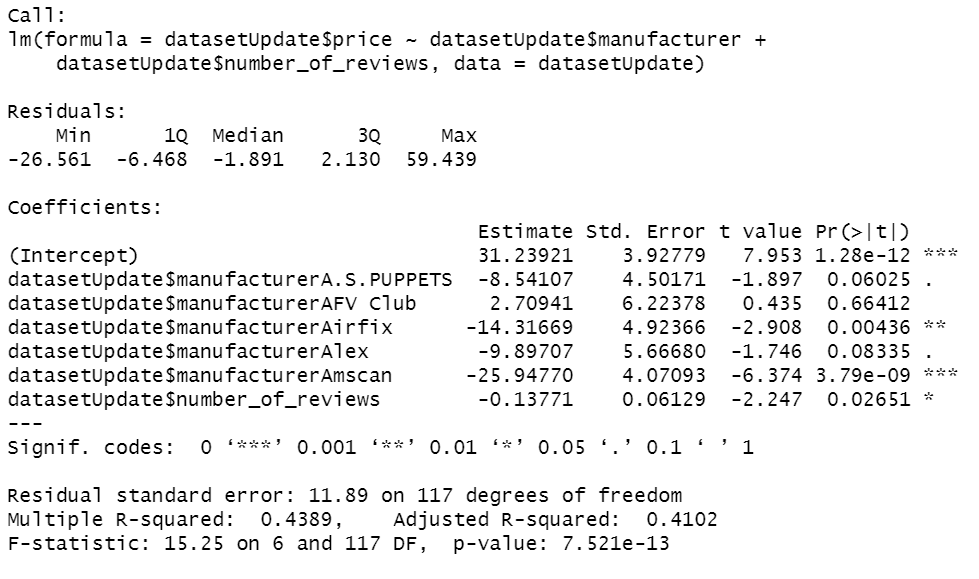 Call:
lm(formula = datasetUpdate$price ~ datasetUpdate$manufacturer +
    datasetUpdate$number_of_reviews, data = datasetUpdate)

Residuals:
    Min      1Q  Median      3Q     Max
-26.561  -6.468  -1.891   2.130  59.439

Coefficients:
                                      Estimate Std. Error t value Pr(>|t|)
(Intercept)                           31.23921    3.92779   7.953 1.28e-12 ***
datasetUpdate$manufacturerA.S.PUPPETS -8.54107    4.50171  -1.897  0.06025 .
datasetUpdate$manufacturerAFV Club     2.70941    6.22378   0.435  0.66412
datasetUpdate$manufacturerAirfix     -14.31669    4.92366  -2.908  0.00436 **
datasetUpdate$manufacturerAlex        -9.89707    5.66680  -1.746  0.08335 .
datasetUpdate$manufacturerAmscan     -25.94770    4.07093  -6.374 3.79e-09 ***
datasetUpdate$number_of_reviews       -0.13771    0.06129  -2.247  0.02651 *
---
Signif. codes:  0 ‘***’ 0.001 ‘**’ 0.01 ‘*’ 0.05 ‘.’ 0.1 ‘ ’ 1

Residual standard error: 11.89 on 117 degrees of freedom
Multiple R-squared:  0.4389,    Adjusted R-squared:  0.4102
F-statistic: 15.25 on 6 and 117 DF,  p-value: 7.521e-13